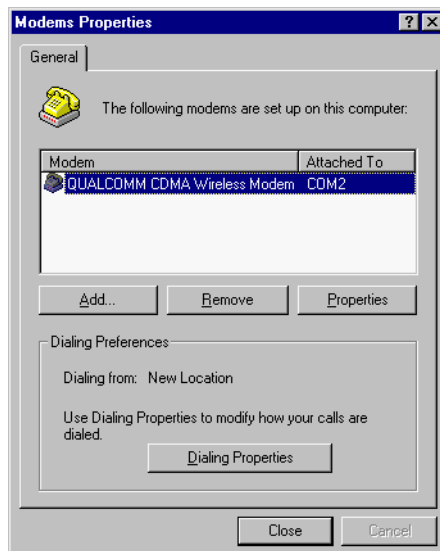 Modems Properties
General
The following modems are set up on this computer:
Modem Attached To
QUALCOMM CDMA Wireless Modem COM2
Add... Remove Properties
Dialing Preferences
Dialing from: New Location
Use Dialing Properties to modify how your calls are
dialed.
Dialing Properties
Close Cancel